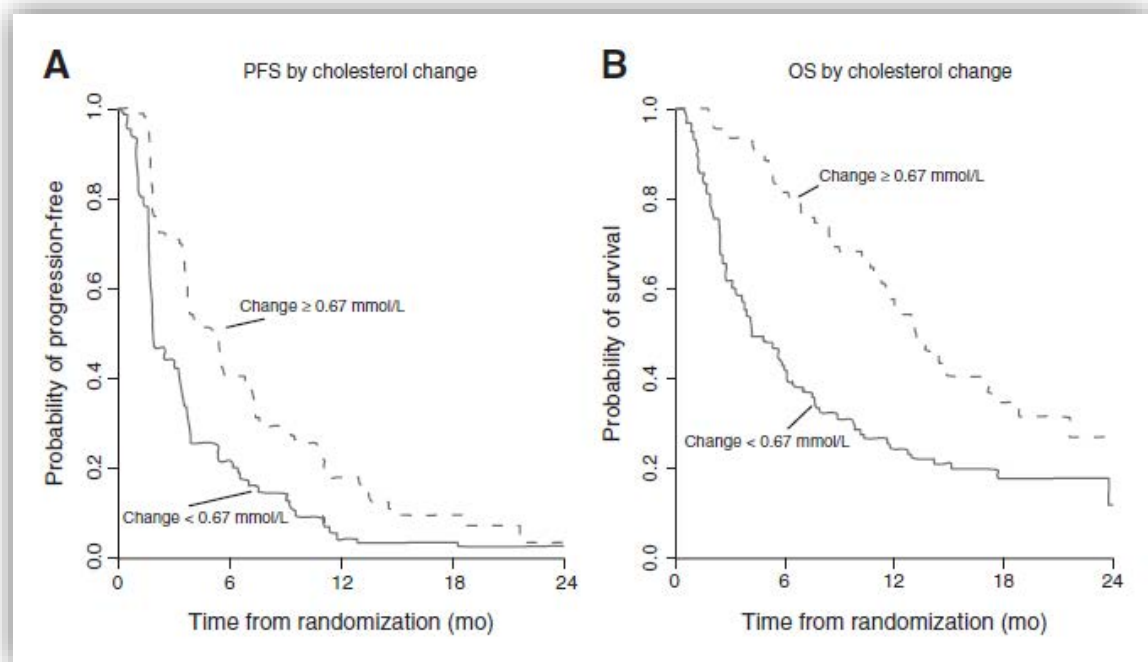 A
PFS by cholesterol change
Probability of progression-free
1.0
0.8
0.6
0.4
0.2
0.0
Change ≥ 0.67 mmol/L
Change < 0.67 mmol/L
0 6 12 18 24
Time from randomization (mo)
B
OS by cholesterol change
Probability of survival
1.0
0.8
0.6
0.4
0.2
0.0
Change ≥ 0.67 mmol/L
Change < 0.67 mmol/L
0 6 12 18 24
Time from randomization (mo)